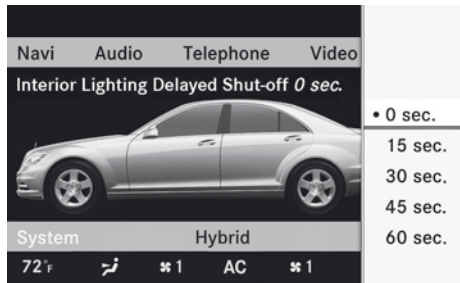 Navi Audio Telephone Video
Interior Lighting Delayed Shut-off 0 sec.
• 0 sec.
15 sec.
30 sec.
45 sec.
60 sec.
System Hybrid
72°F 1 AC 1